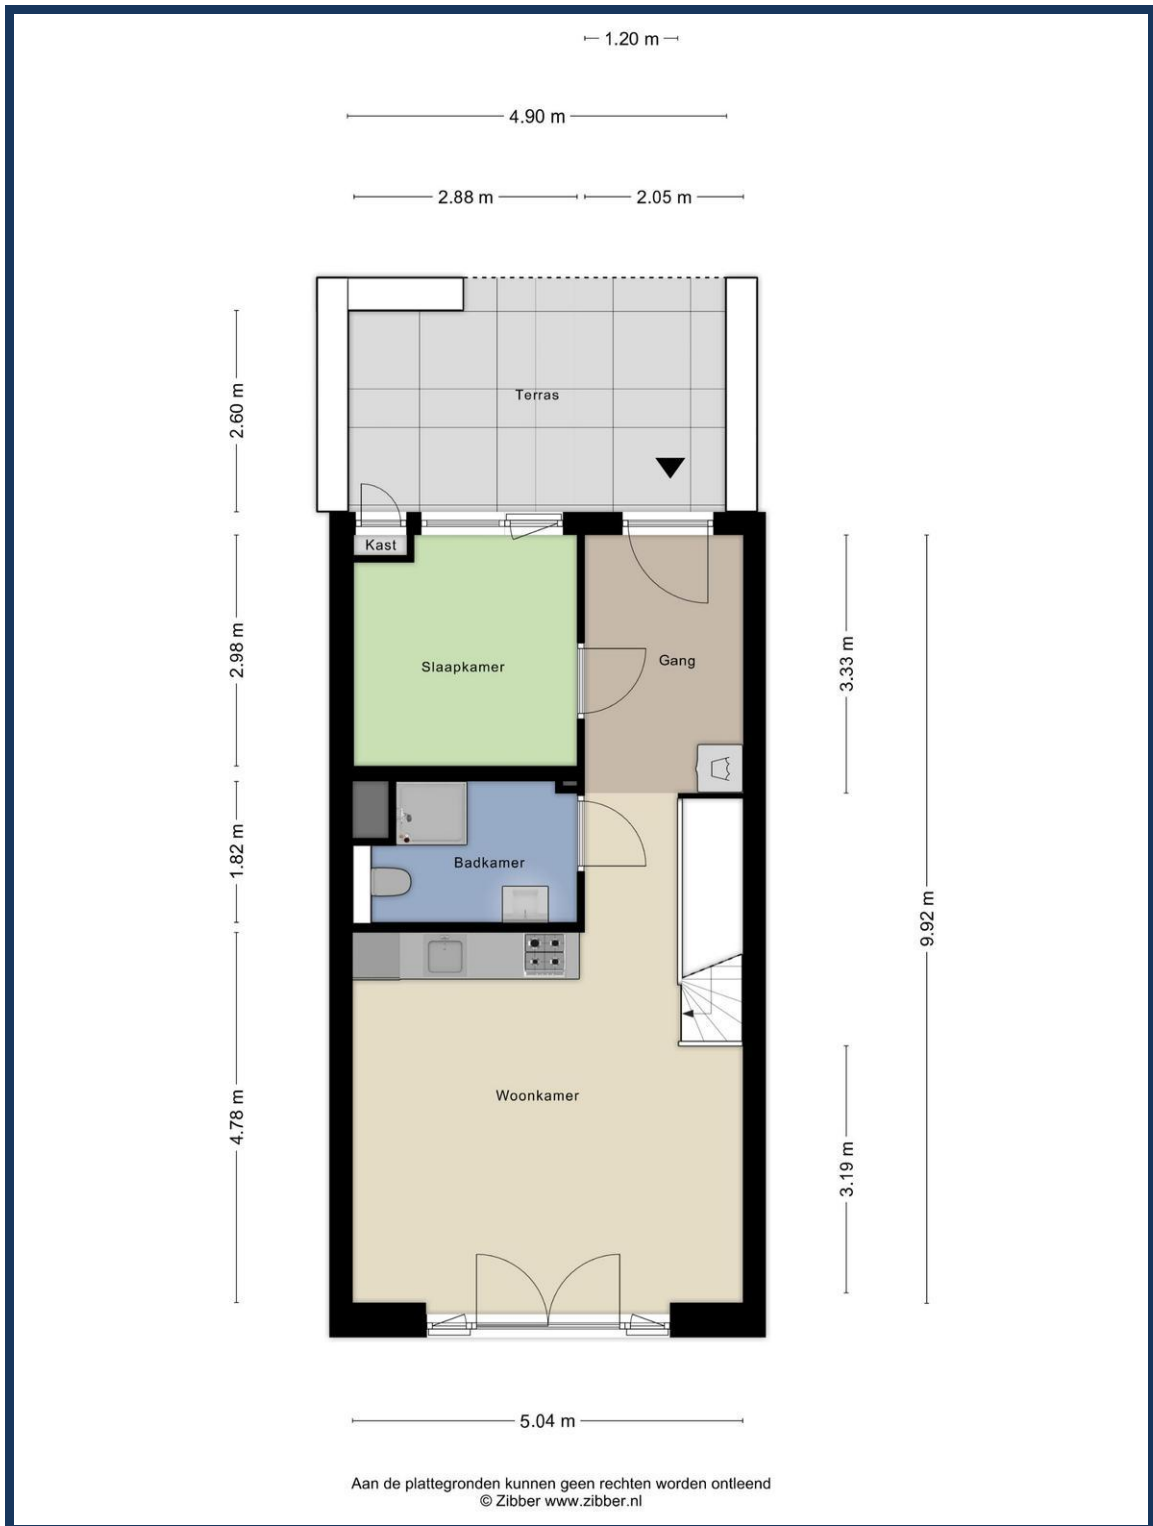 1.20 m
4.90 m
2.88 m
2.05 m
2.60 m
Terras
Kast
2.98 m
Slaapkamer
Gang
3.33 m
1.82 m
Badkamer
9.92 m
4.78 m
Woonkamer
3.19 m
5.04 m
Aan de plattegronden kunnen geen rechten worden ontleend
© Zibber www.zibber.nl